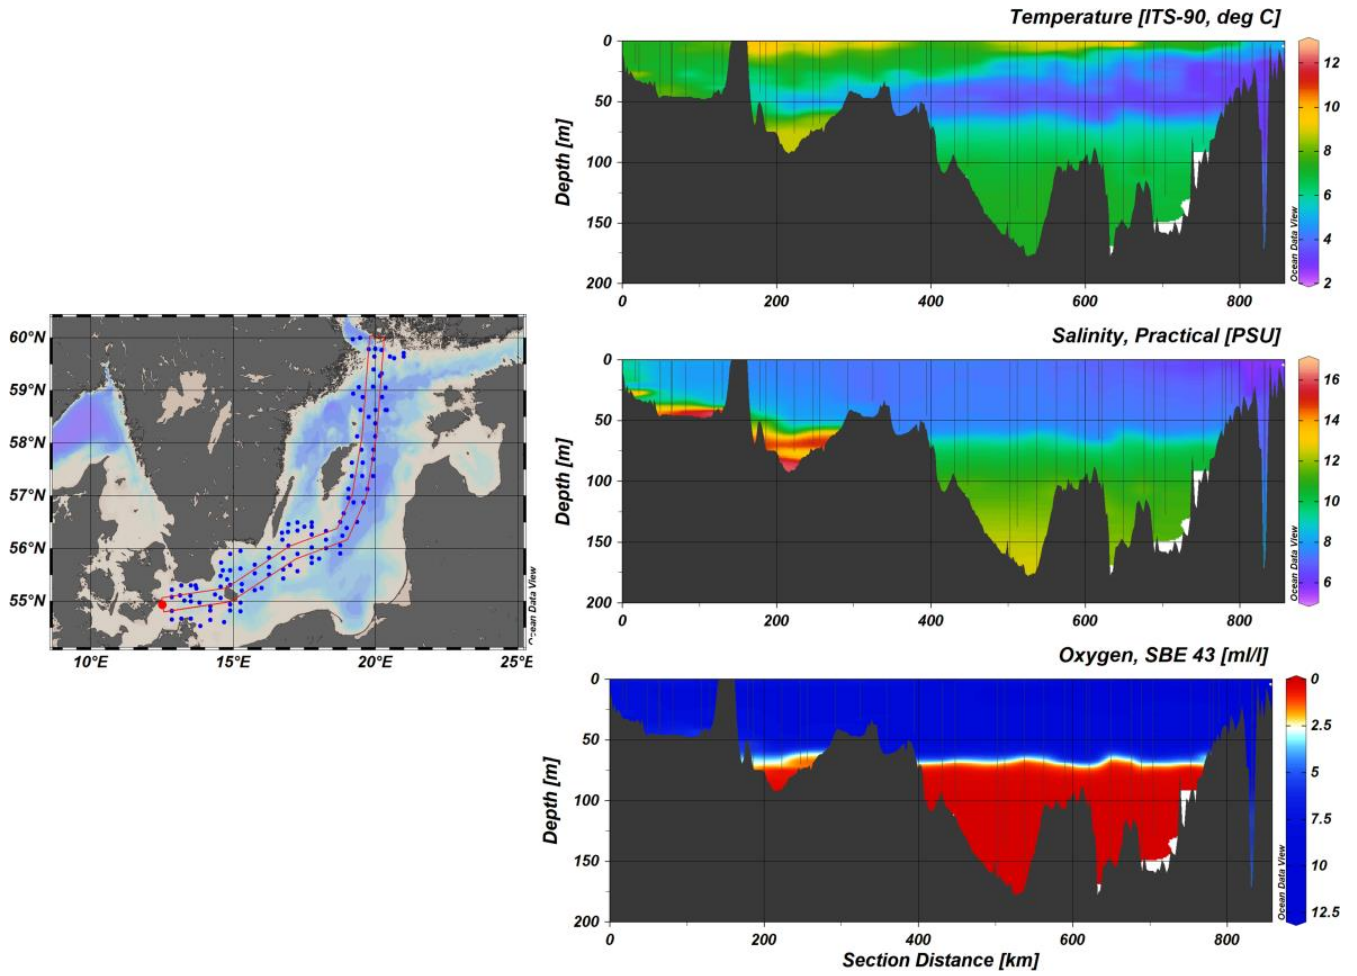 Temperature [ITS-90, deg C]
0
50
100
150
200
Depth [m]
0
200
400
600
800
12
10
8
6
4
2
Ocean Data View
Salinity, Practical [PSU]
0
50
100
150
200
Depth [m]
0
200
400
600
800
16
14
12
10
8
6
Ocean Data View
60°N
59°N
58°N
57°N
56°N
55°N
10°E
15°E
20°E
25°E
Ocean Data View
Oxygen, SBE 43 [ml/l]
0
50
100
150
200
Depth [m]
0
2.5
5
7.5
10
12.5
Ocean Data View
200
400
600
800
Section Distance [km]